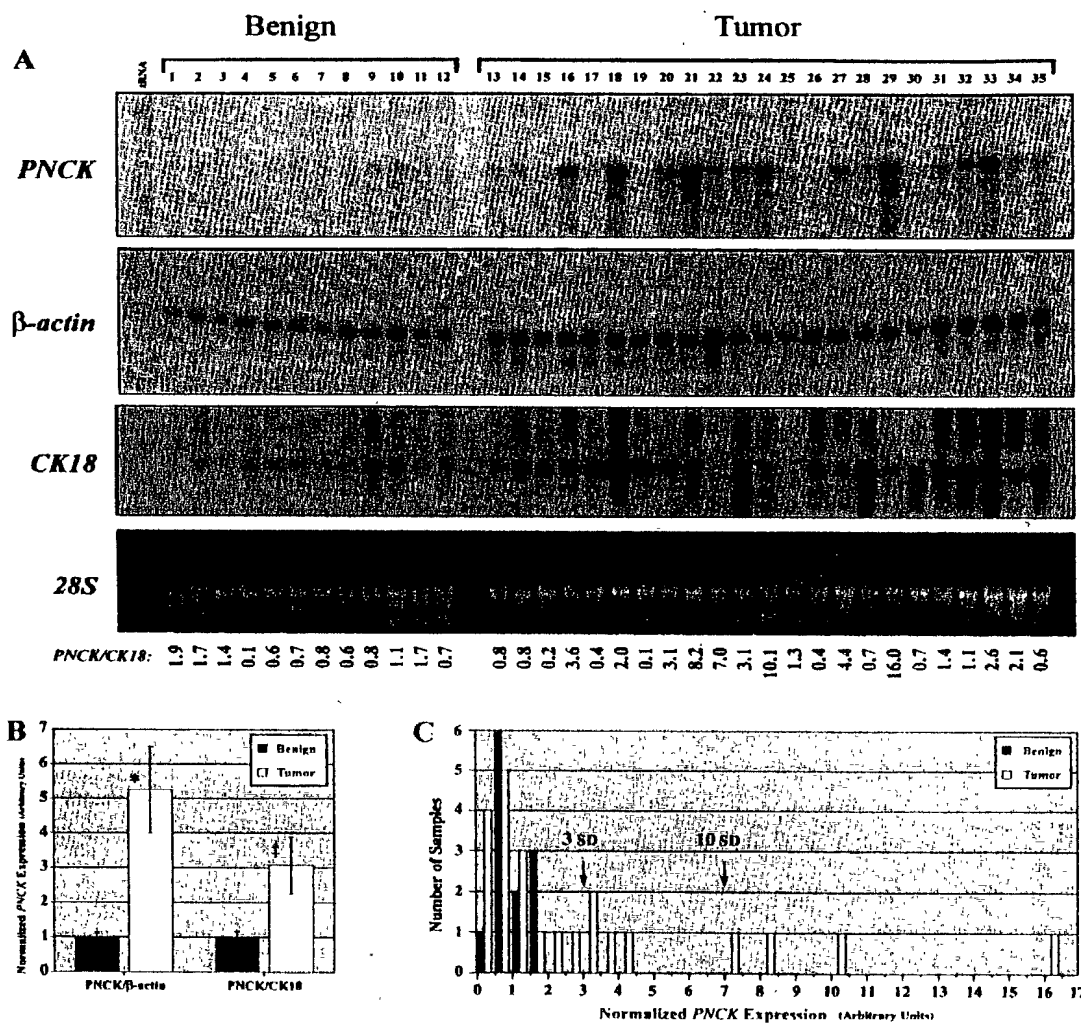 Benign Tumor
A tRNA 1 2 3 4 5 6 7 8 9 10 11 12 13 14 15 16 17 18 19 20 21 22 23 24 25 26 27 28 29 30 31 32 33 34 35
PNCK
β-actin
CK18
28S
PNCK/CK18: 1.9 1.7 1.4 0.1 0.6 0.7 0.8 0.6 0.8 1.1 1.7 0.7 0.8 0.8 0.2 3.6 0.4 2.0 0.1 3.1 8.2 7.0 3.1 10.1 1.3 0.4 4.4 0.7 16.0 0.7 1.4 1.1 2.6 2.1 0.6
B
Normalized PNCK Expression (Arbitrary Units)
7
6
5
4
3
2
1
0
Benign
Tumor
*
†
PNCK/β-actin PNCK/CK18
C
Number of Samples
6
5
4
3
2
1
0
Benign
Tumor
3 SD 10 SD
0 1 2 3 4 5 6 7 8 9 10 11 12 13 14 15 16 17
Normalized PNCK Expression (Arbitrary Units)